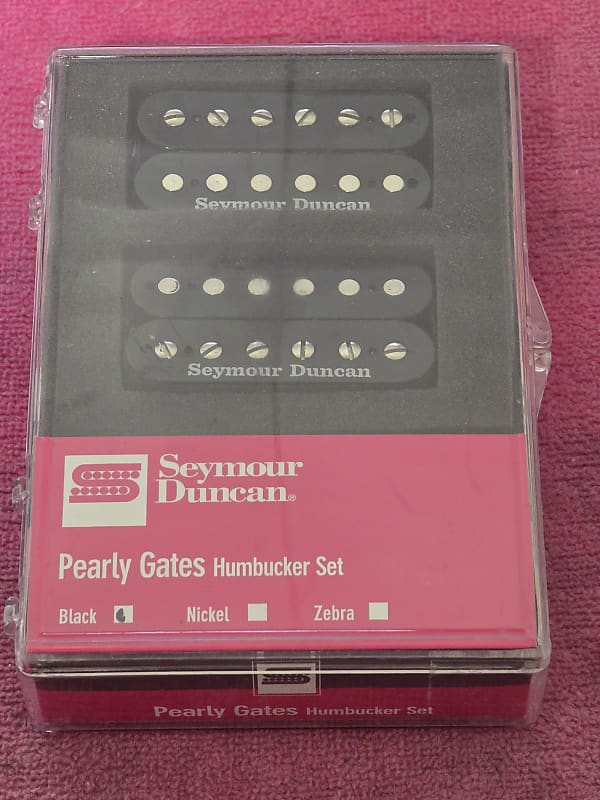 Seymour Duncan
Seymour Duncan
Seymour
Duncan®
Pearly Gates Humbucker Set
Black Nickel Zebra
Pearly Gates Humbucker Set